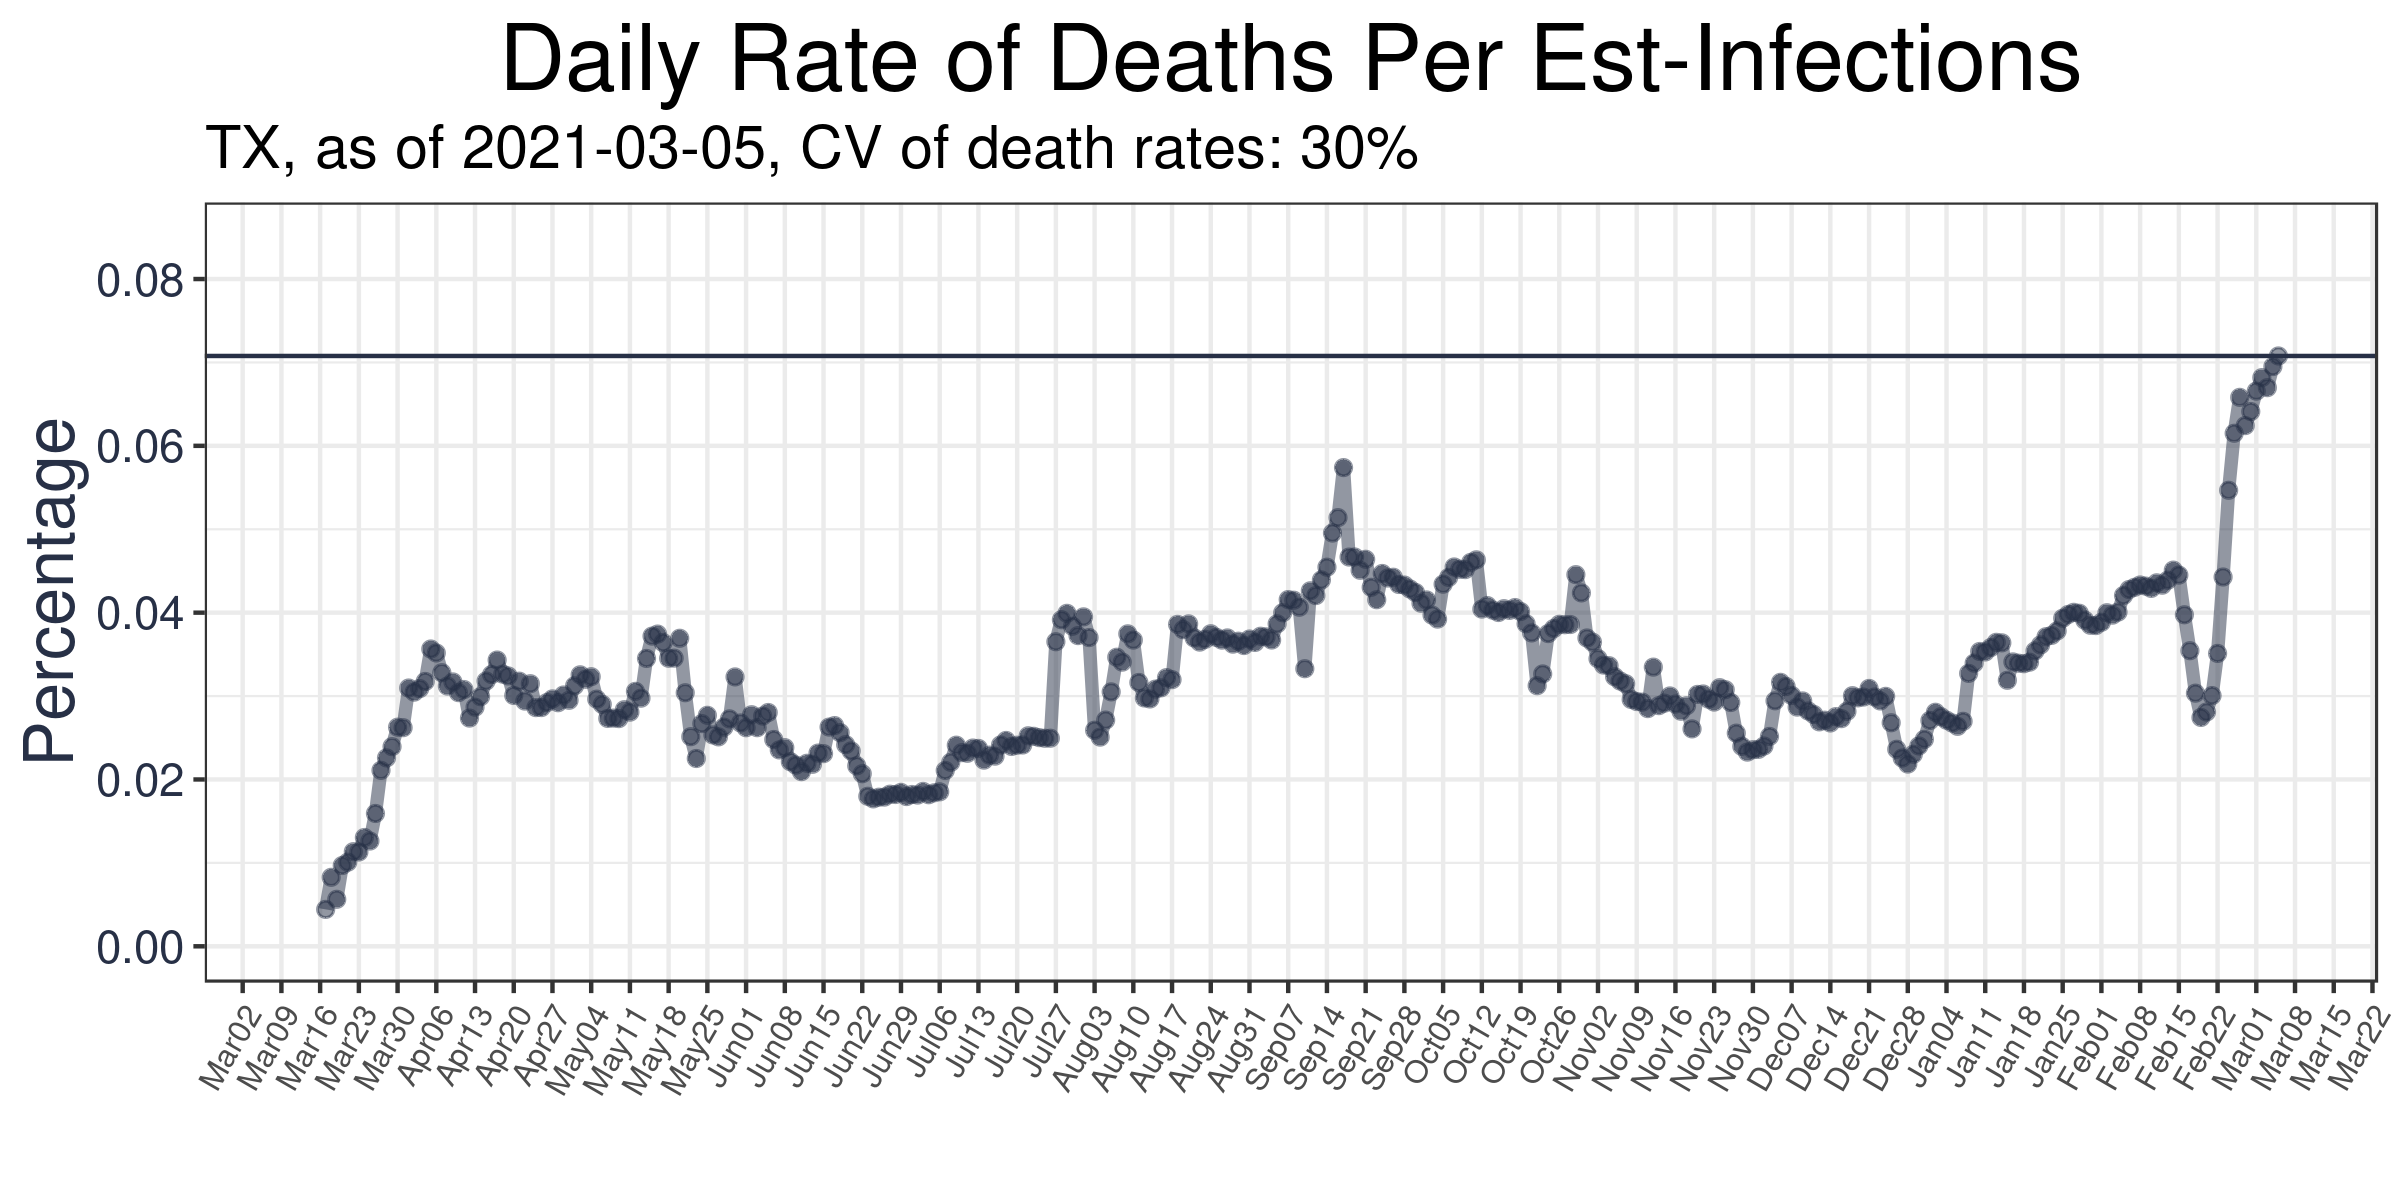 Daily Rate of Deaths Per Est-Infections
TX, as of 2021-03-05, CV of death rates: 30%
Percentage
0.08
0.06
0.04
0.02
0.00
Mar02
Mar09
Mar16
Mar23
Mar30
Apr06
Apr13
Apr20
Apr27
May04
May11
May18
May25
Jun01
Jun08
Jun15
Jun22
Jun29
Jul06
Jul13
Jul20
Jul27
Aug03
Aug10
Aug17
Aug24
Aug31
Sep07
Sep14
Sep21
Sep28
Oct05
Oct12
Oct19
Oct26
Nov02
Nov09
Nov16
Nov23
Nov30
Dec07
Dec14
Dec21
Dec28
Jan04
Jan11
Jan18
Jan25
Feb01
Feb08
Feb15
Feb22
Mar01
Mar08
Mar15
Mar22